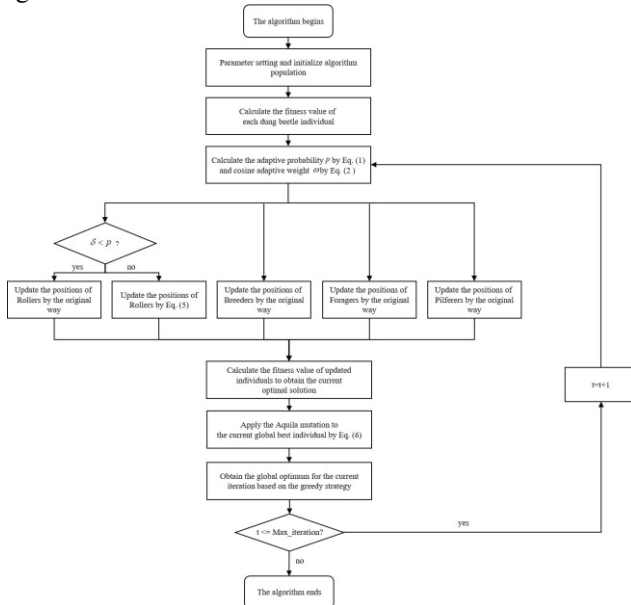 The algorithm begins
Parameter setting and initialize algorithm
population
Calculate the fitness value of
each dung beetle individual
Calculate the adaptive probability p by Eq. (1)
and cosine adaptive weight ω by Eq. (2 )
δ < p ?
yes
no
Update the positions of
Rollers by the original
way
Update the positions of
Rollers by Eq. (5)
Update the positions of
Breeders by the original
way
Update the positions of
Foragers by the original
way
Update the positions of
Pilferers by the original
way
Calculate the fitness value of updated
individuals to obtain the current
optimal solution
t=t+1
Apply the Aquila mutation to
the current global best individual by Eq. (6)
Obtain the global optimum for the current
iteration based on the greedy strategy
t <= Max_iteration?
yes
no
The algorithm ends